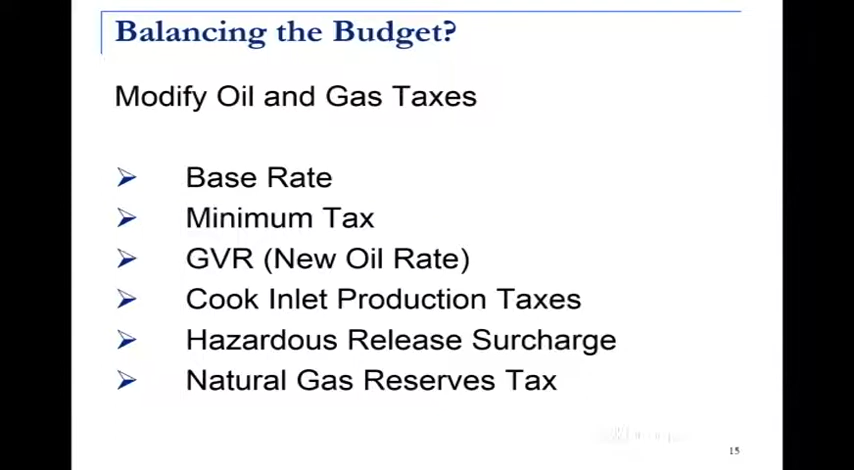 Balancing the Budget?
Modify Oil and Gas Taxes
Base Rate
Minimum Tax
GVR (New Oil Rate)
Cook Inlet Production Taxes
Hazardous Release Surcharge
Natural Gas Reserves Tax
15